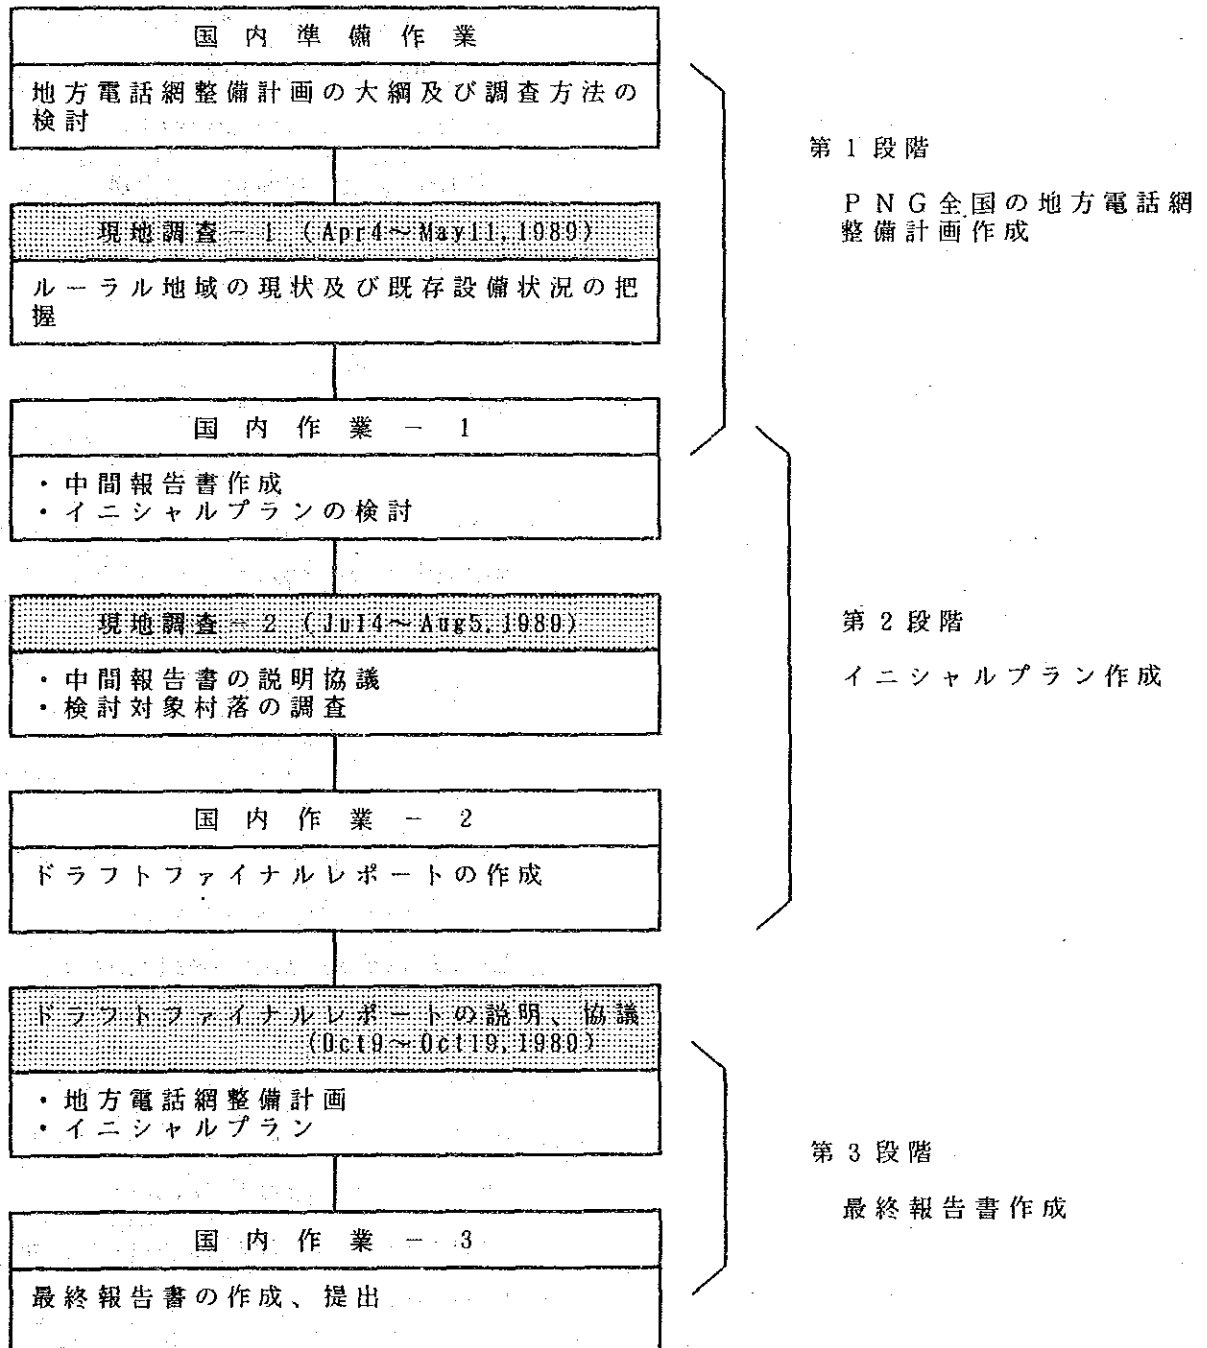 国内準備作業
地方電話網整備計画の大綱及び調査方法の
検討
第1段階
PNG全国の地方電話網
整備計画作成
現地調査-1 (Apr4~May11,1989)
ルーラル地域の現状及び既存設備状況の把
握
国内作業-1
・中間報告書作成
・イニシャルプランの検討
現地調査-2 (Jul4~Aug5,1989)
・中間報告書の説明協議
・検討対象村落の調査
第2段階
イニシャルプラン作成
国内作業-2
ドラフトファイナルレポートの作成
ドラフトファイナルレポートの説明、協議
(Oct9~Oct19,1989)
・地方電話網整備計画
・イニシャルプラン
第3段階
最終報告書作成
国内作業-3
最終報告書の作成、提出